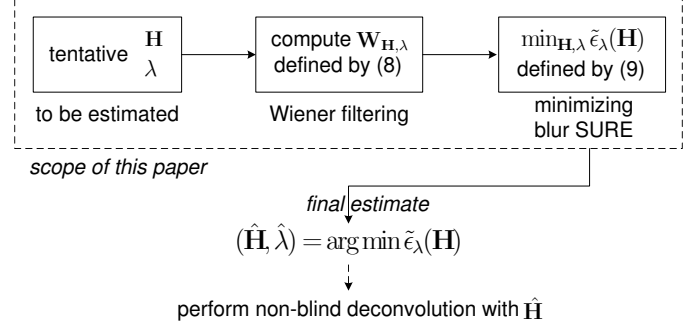 tentative H
λ
to be estimated
compute W_{H,λ}
defined by (8)
Wiener filtering
min_{H,λ} ϵ̃_λ(H)
defined by (9)
minimizing
blur SURE
scope of this paper
final estimate
(Ĥ, λ̂) = arg min ϵ̃_λ(H)
perform non-blind deconvolution with Ĥ